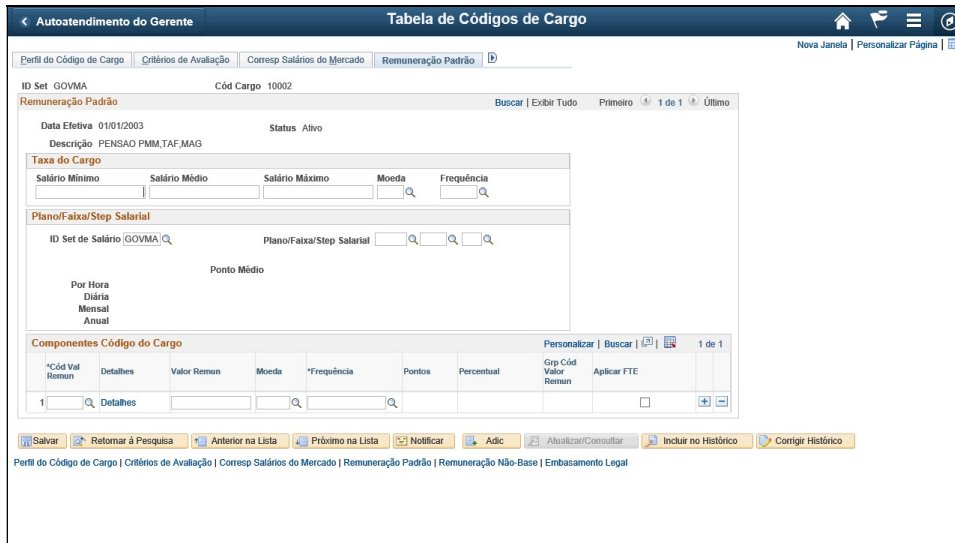 Autoatendimento do Gerente
Tabela de Códigos de Cargo
Nova Janela | Personalizar Página |
Perfil do Código de Cargo
Critérios de Avaliação
Corresp Salários do Mercado
Remuneração Padrão
ID Set GOVMA
Cód Cargo 10002
Remuneração Padrão
Buscar | Exibir Tudo
Primeiro 1 de 1 Último
Data Efetiva 01/01/2003
Status Ativo
Descrição PENSAO PMM,TAF,MAG
Taxa do Cargo
Salário Mínimo Salário Médio Salário Máximo Moeda Frequência
Plano/Faixa/Step Salarial
ID Set de Salário GOVMA
Plano/Faixa/Step Salarial
Ponto Médio
Por Hora
Diária
Mensal
Anual
Componentes Código do Cargo
Personalizar | Buscar | | 1 de 1
*Cód Val Remun
Detalhes
Valor Remun
Moeda
*Frequência
Pontos
Percentual
Grp Cód Valor Remun
Aplicar FTE
1 Detalhes
Salvar Retornar à Pesquisa Anterior na Lista Próximo na Lista Notificar Adic Atualizar/Consultar Incluir no Histórico Corrigir Histórico
Perfil do Código de Cargo | Critérios de Avaliação | Corresp Salários do Mercado | Remuneração Padrão | Remuneração Não-Base | Embasamento Legal